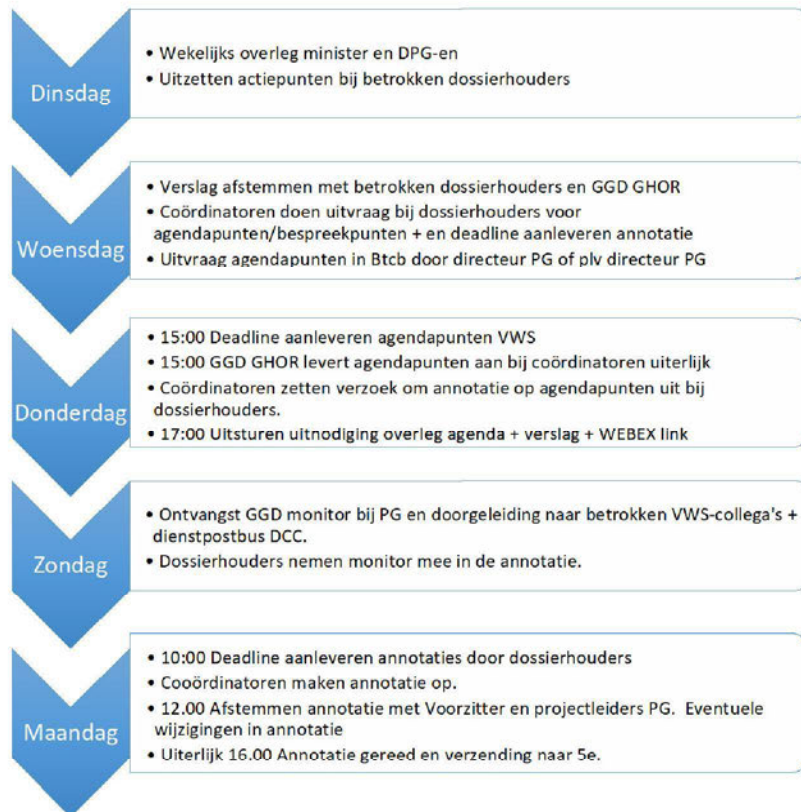 Dinsdag
• Wekelijks overleg minister en DPG-en
• Uitzetten actiepunten bij betrokken dossierhouders
Woensdag
• Verslag afstemmen met betrokken dossierhouders en GGD GHOR
• Coördinatoren doen uitvraag bij dossierhouders voor
agendapunten/bespreekpunten + en deadline aanleveren annotatie
• Uitvraag agendapunten in Btcb door directeur PG of plv directeur PG
Donderdag
• 15:00 Deadline aanleveren agendapunten VWS
• 15:00 GGD GHOR levert agendapunten aan bij coördinatoren uiterlijk
• Coördinatoren zetten verzoek om annotatie op agendapunten uit bij
dossierhouders.
• 17:00 Uitsturen uitnodiging overleg agenda + verslag + WEBEX link
Zondag
• Ontvangst GGD monitor bij PG en doorgeleiding naar betrokken VWS-collega's +
dienstpostbus DCC.
• Dossierhouders nemen monitor mee in de annotatie.
Maandag
• 10:00 Deadline aanleveren annotaties door dossierhouders
• Cooördinatoren maken annotatie op.
• 12.00 Afstemmen annotatie met Voorzitter en projectleiders PG. Eventuele
wijzigingen in annotatie
• Uiterlijk 16.00 Annotatie gereed en verzending naar 5e.